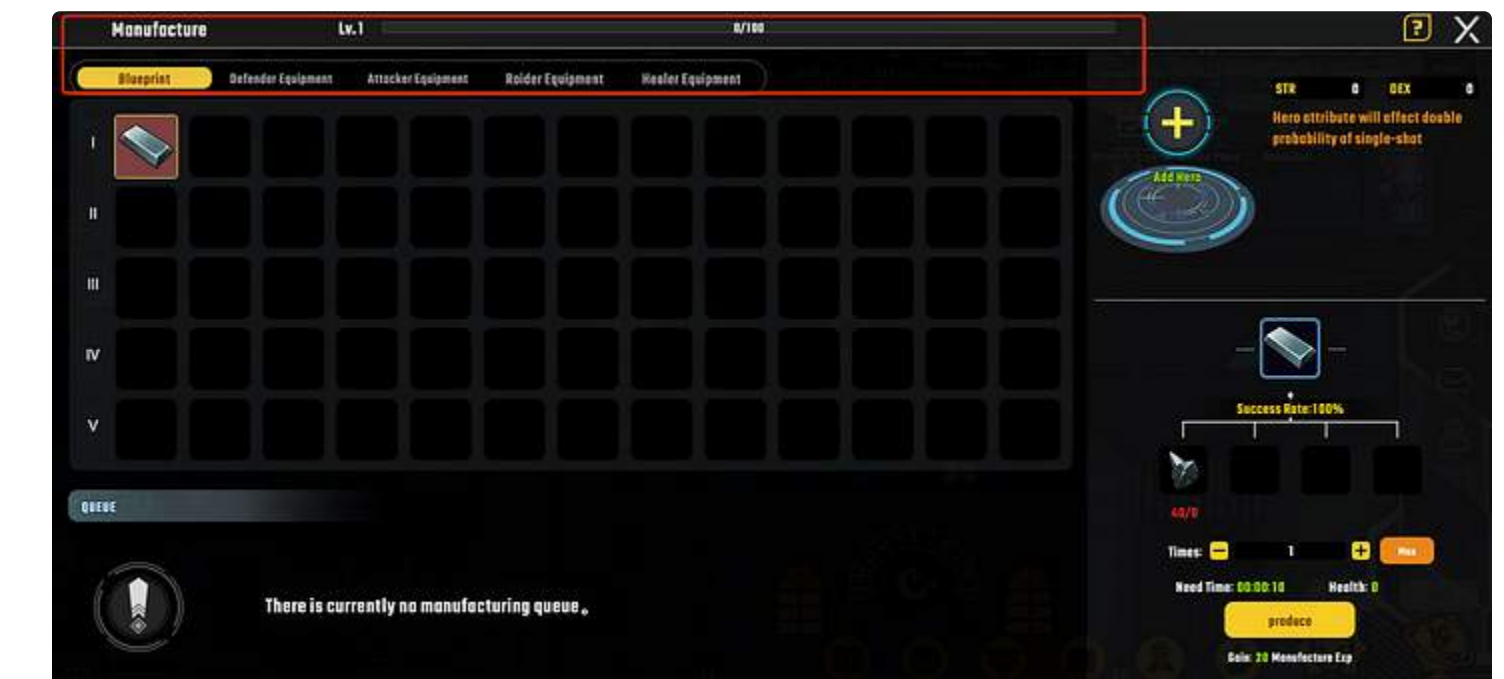 Manufacture Lv.1 0/100 ?
Blueprint Defender Equipment Attacker Equipment Raider Equipment Healer Equipment
STR 0 DEX 0
Hero attribute will affect double
probability of single-shot
Add Hero
I
II
III
IV
V
Success Rate:100%
40/0
Times: 1 Max
Need Time: 00:00:10 Health: 0
produce
Gain: 20 Manufacture Exp
QUEUE
There is currently no manufacturing queue。